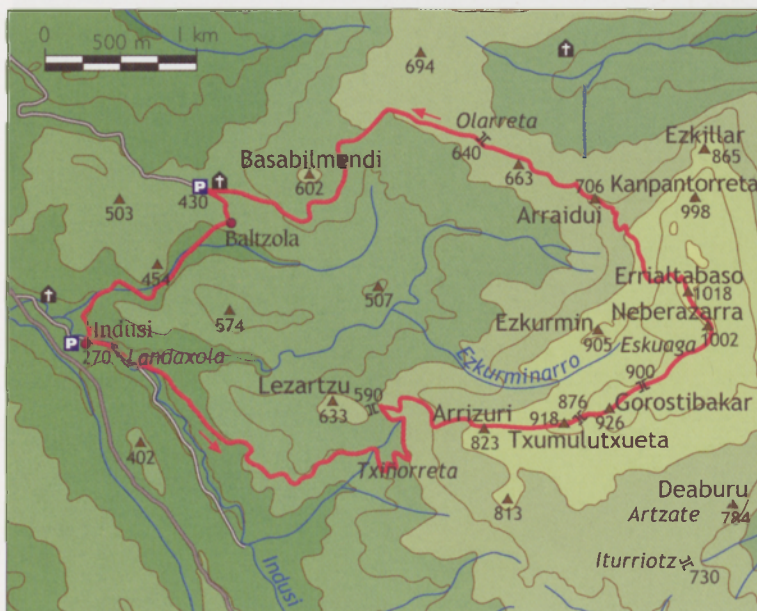 0 500 m 1 km
694
Olarreta
640
Ezkillar
865
Basabilmendi
602
663
P
430
706 Kanpantorreta
998
503
Arraidui
Baltzola
454
Errialtabaso
1018
507
Neberazarra
1002
574
Ezkurmin
905
Eskuaga
Indusi
P
270
Landaxola
Ezkurminarro
900
Lezartzu
590
633
Arrizuri
876
918
Gorostibakar
926
823
Txumulutxueta
402
Txinorreta
813
Deaburu
784
Artzate
Iturriotz
730
Indusi